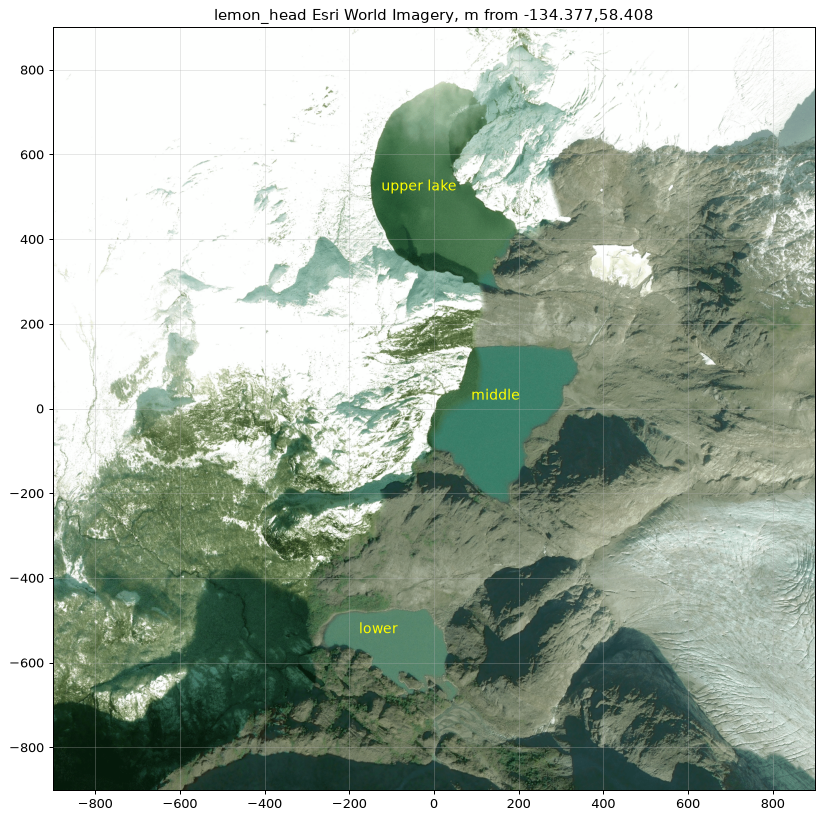 lemon_head Esri World Imagery, m from -134.377,58.408
800
600
upper lake
400
200
middle
0
−200
−400
lower
−600
−800
−800 −600 −400 −200 0 200 400 600 800